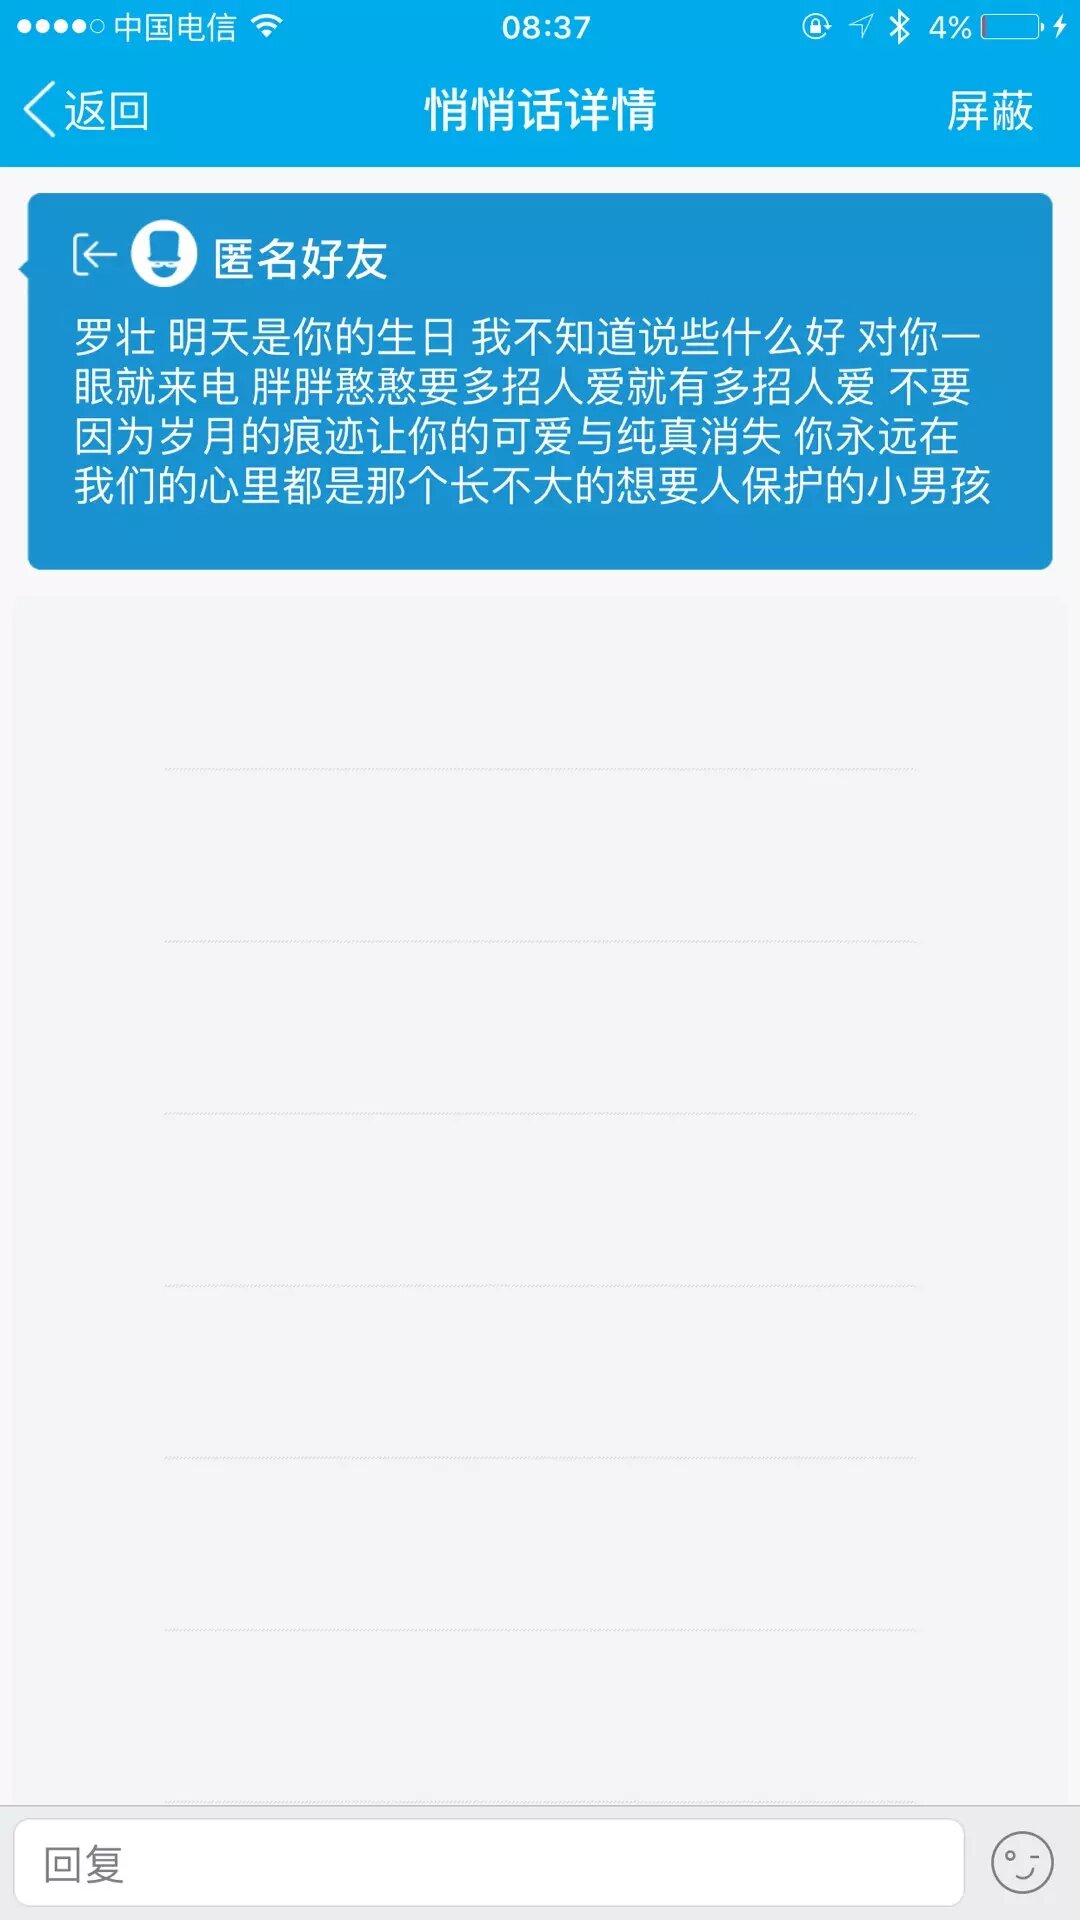 中国电信 08:37 4%
返回 悄悄话详情 屏蔽
匿名好友
罗壮 明天是你的生日 我不知道说些什么好 对你一
眼就来电 胖胖憨憨要多招人爱就有多招人爱 不要
因为岁月的痕迹让你的可爱与纯真消失 你永远在
我们的心里都是那个长不大的想要人保护的小男孩
回复